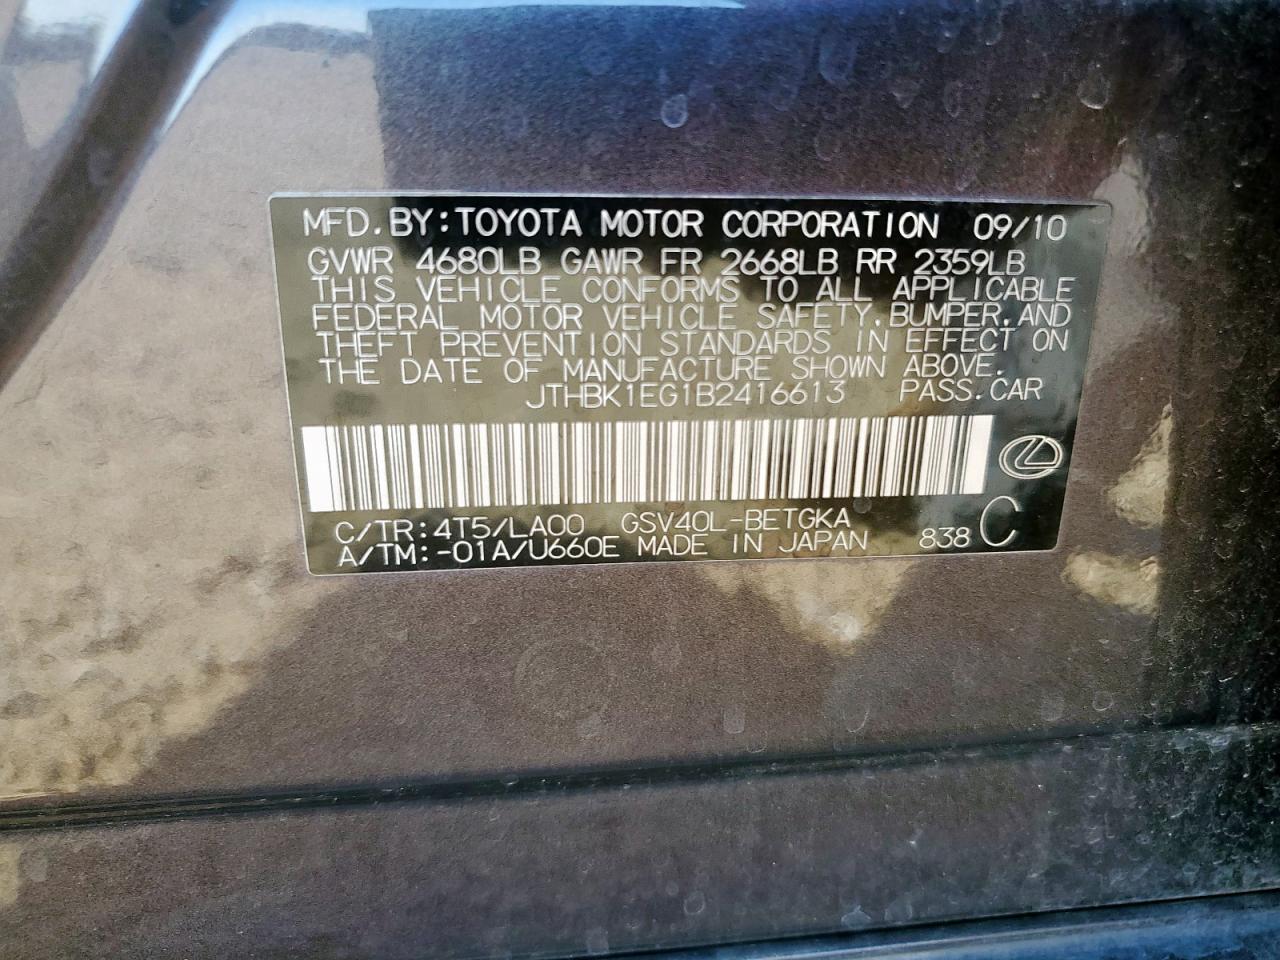 MFD. BY: TOYOTA MOTOR CORPORATION 09/10
GVWR 4680LB GAWR FR 2668LB RR 2359LB
THIS VEHICLE CONFORMS TO ALL APPLICABLE
FEDERAL MOTOR VEHICLE SAFETY, BUMPER, AND
THEFT PREVENTION STANDARDS IN EFFECT ON
THE DATE OF MANUFACTURE SHOWN ABOVE.
JTHBK1EG1B2416613 PASS. CAR
C/TR: 4T5/LA00 GSV40L-BETGKA
A/TM: -01A/U660E MADE IN JAPAN 838 C